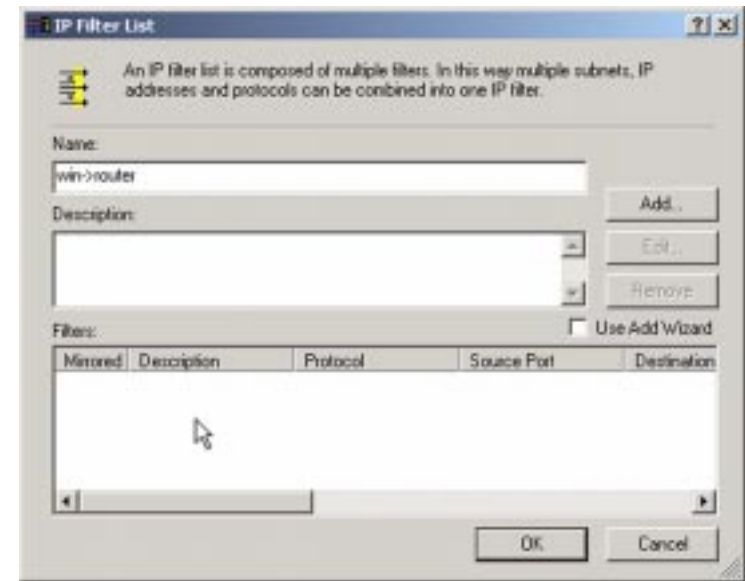 IP Filter List
An IP filter list is composed of multiple filters. In this way multiple subnets, IP
addresses and protocols can be combined into one IP filter.
Name:
win->router
Add...
Description:
Edit...
Remove
Filters:
Use Add Wizard
Mirrored Description Protocol Source Port Destination
OK
Cancel